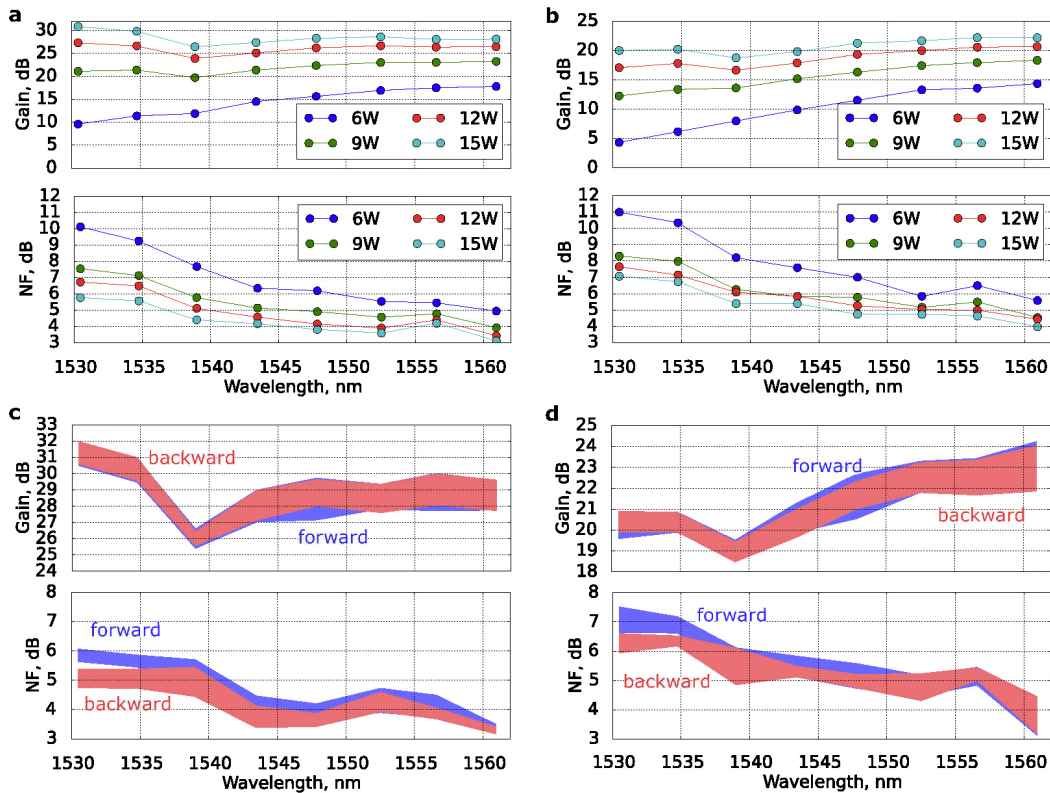 a
Gain, dB
30
25
20
15
10
5
0
6W 12W
9W 15W
NF, dB
12
11
10
9
8
7
6
5
4
3
6W 12W
9W 15W
1530 1535 1540 1545 1550 1555 1560
Wavelength, nm
b
Gain, dB
25
20
15
10
5
0
6W 12W
9W 15W
NF, dB
12
11
10
9
8
7
6
5
4
3
6W 12W
9W 15W
1530 1535 1540 1545 1550 1555 1560
Wavelength, nm
c
Gain, dB
33
32
31
30
29
28
27
26
25
24
backward
forward
NF, dB
8
7
6
5
4
3
forward
backward
1530 1535 1540 1545 1550 1555 1560
Wavelength, nm
d
Gain, dB
25
24
23
22
21
20
19
18
forward
backward
NF, dB
8
7
6
5
4
3
forward
backward
1530 1535 1540 1545 1550 1555 1560
Wavelength, nm